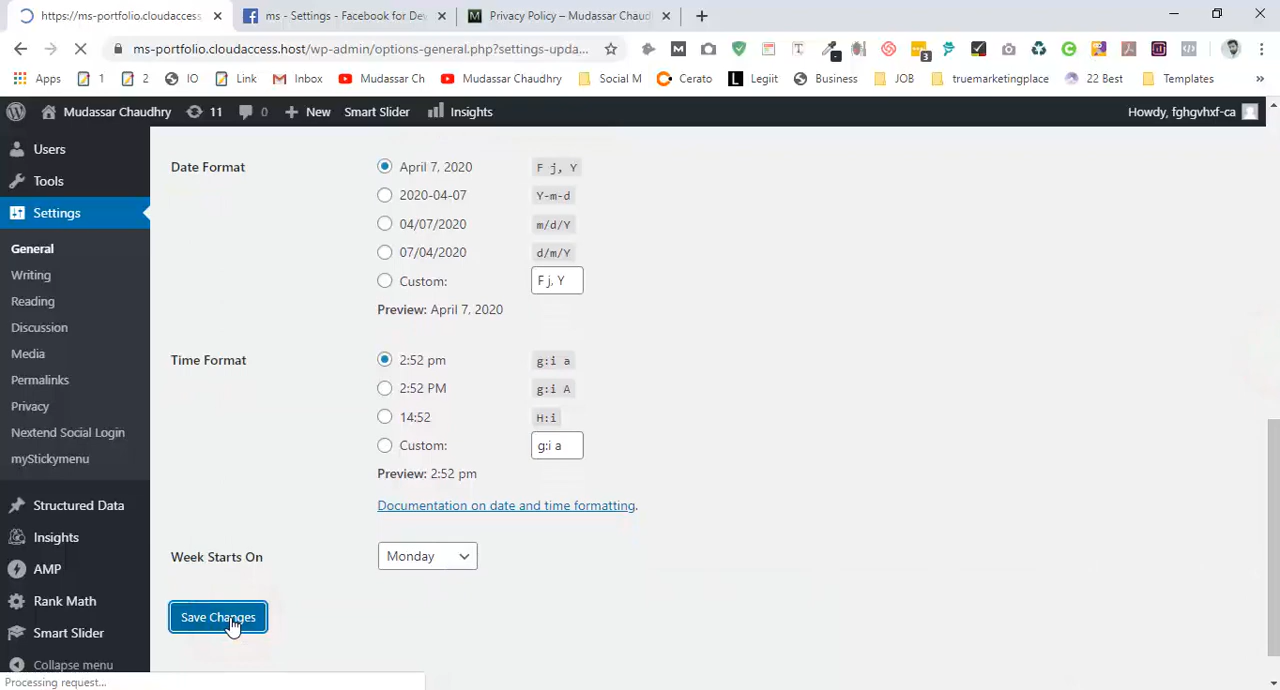 https://ms-portfolio.cloudaccess
ms - Settings - Facebook for Dev
Privacy Policy – Mudassar Chaud
ms-portfolio.cloudaccess.host/wp-admin/options-general.php?settings-upda...
Apps
1
2
IO
Link
Inbox
Mudassar Ch
Mudassar Chaudhry
Social M
Cerato
Legiit
Business
JOB
truemarketingplace
22 Best
Templates
»
Mudassar Chaudhry
11
0
New
Smart Slider
Insights
Howdy, fghgvhxf-ca
Users
Tools
Settings
General
Writing
Reading
Discussion
Media
Permalinks
Privacy
Nextend Social Login
myStickymenu
Structured Data
Insights
AMP
Rank Math
Smart Slider
Collapse menu
Date Format
April 7, 2020 F j, Y
2020-04-07 Y-m-d
04/07/2020 m/d/Y
07/04/2020 d/m/Y
Custom: F j, Y
Preview: April 7, 2020
Time Format
2:52 pm g:i a
2:52 PM g:i A
14:52 H:i
Custom: g:i a
Preview: 2:52 pm
Documentation on date and time formatting.
Week Starts On
Monday
Save Changes
Processing request...